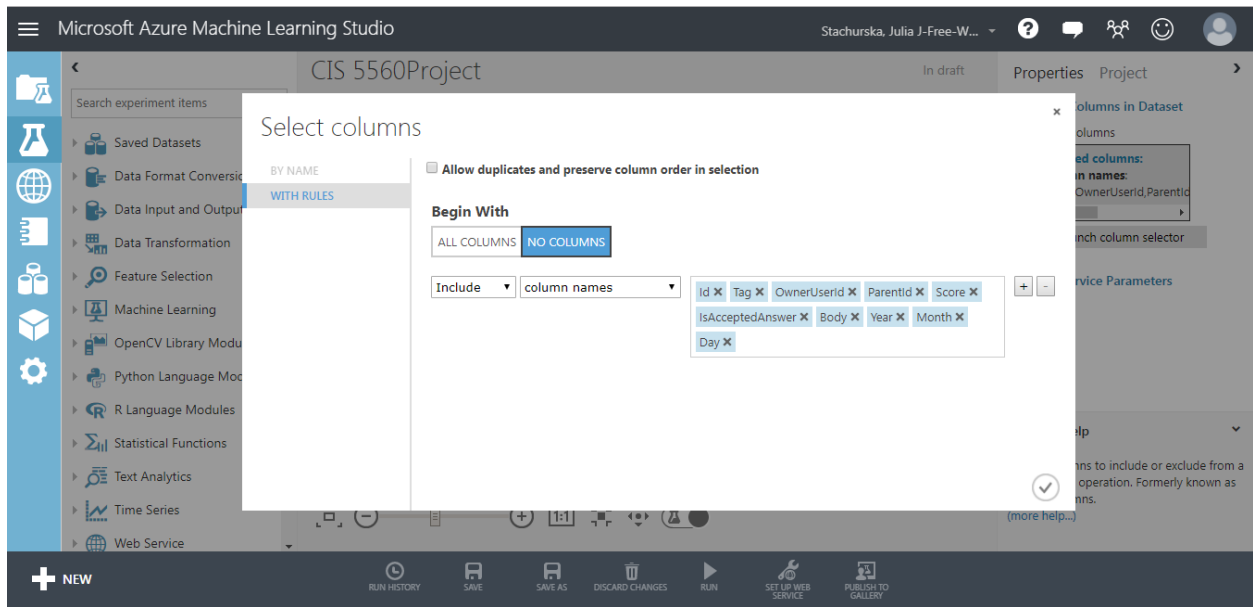 Microsoft Azure Machine Learning Studio
Stachurska, Julia J-Free-W...
CIS 5560Project
In draft
Properties Project
Search experiment items
Saved Datasets
Data Format Conversic
Data Input and Output
Data Transformation
Feature Selection
Machine Learning
OpenCV Library Modu
Python Language Moc
R Language Modules
Statistical Functions
Text Analytics
Time Series
Web Service
Select columns
BY NAME
WITH RULES
Allow duplicates and preserve column order in selection
Begin With
ALL COLUMNS NO COLUMNS
Include column names
Id Tag OwnerUserId ParentId Score
IsAcceptedAnswer Body Year Month
Day
+ -
olumns in Dataset
olumns
ed columns:
n names:
OwnerUserId,ParentId
nch column selector
rvice Parameters
elp
nns to include or exclude from a
operation. Formerly known as
mns.
(more help...)
1:1
NEW
RUN HISTORY
SAVE
SAVE AS
DISCARD CHANGES
RUN
SET UP WEB
SERVICE
PUBLISH TO
GALLERY